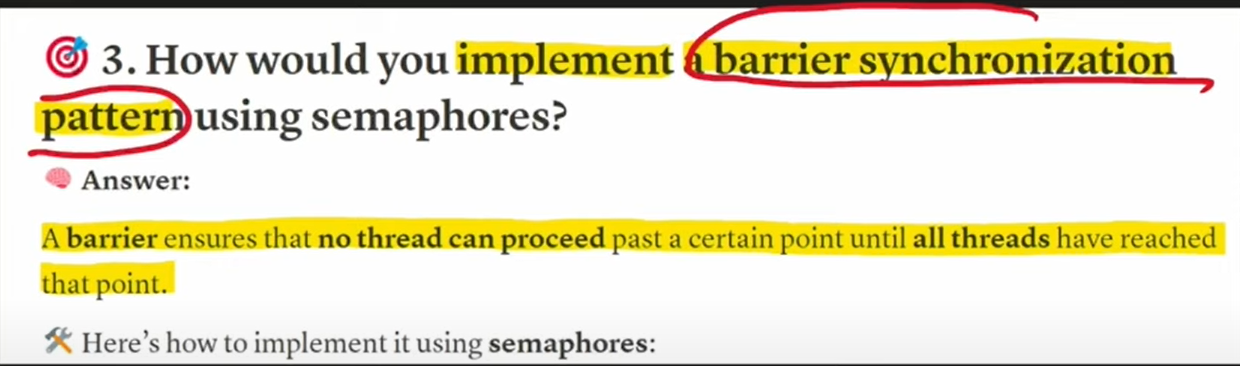 🎯 3. How would you implement a barrier synchronization
pattern using semaphores?
🧠 Answer:
A barrier ensures that no thread can proceed past a certain point until all threads have reached
that point.
🛠️ Here’s how to implement it using semaphores: